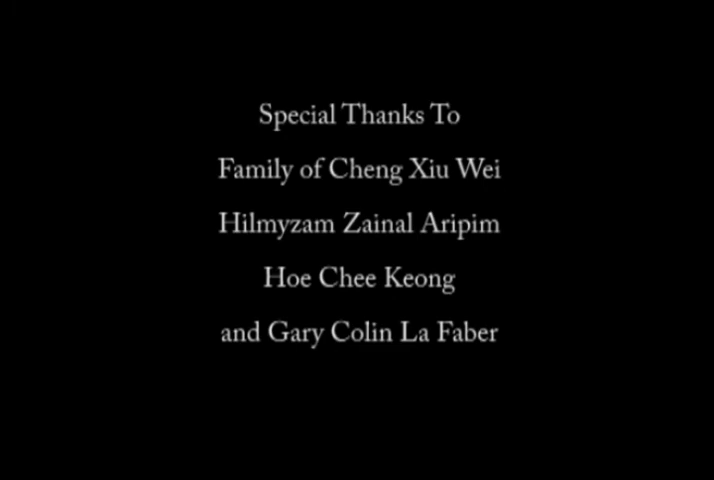 Special Thanks To
Family of Cheng Xiu Wei
Hilmyzam Zainal Aripim
Hoe Chee Keong
and Gary Colin La Faber